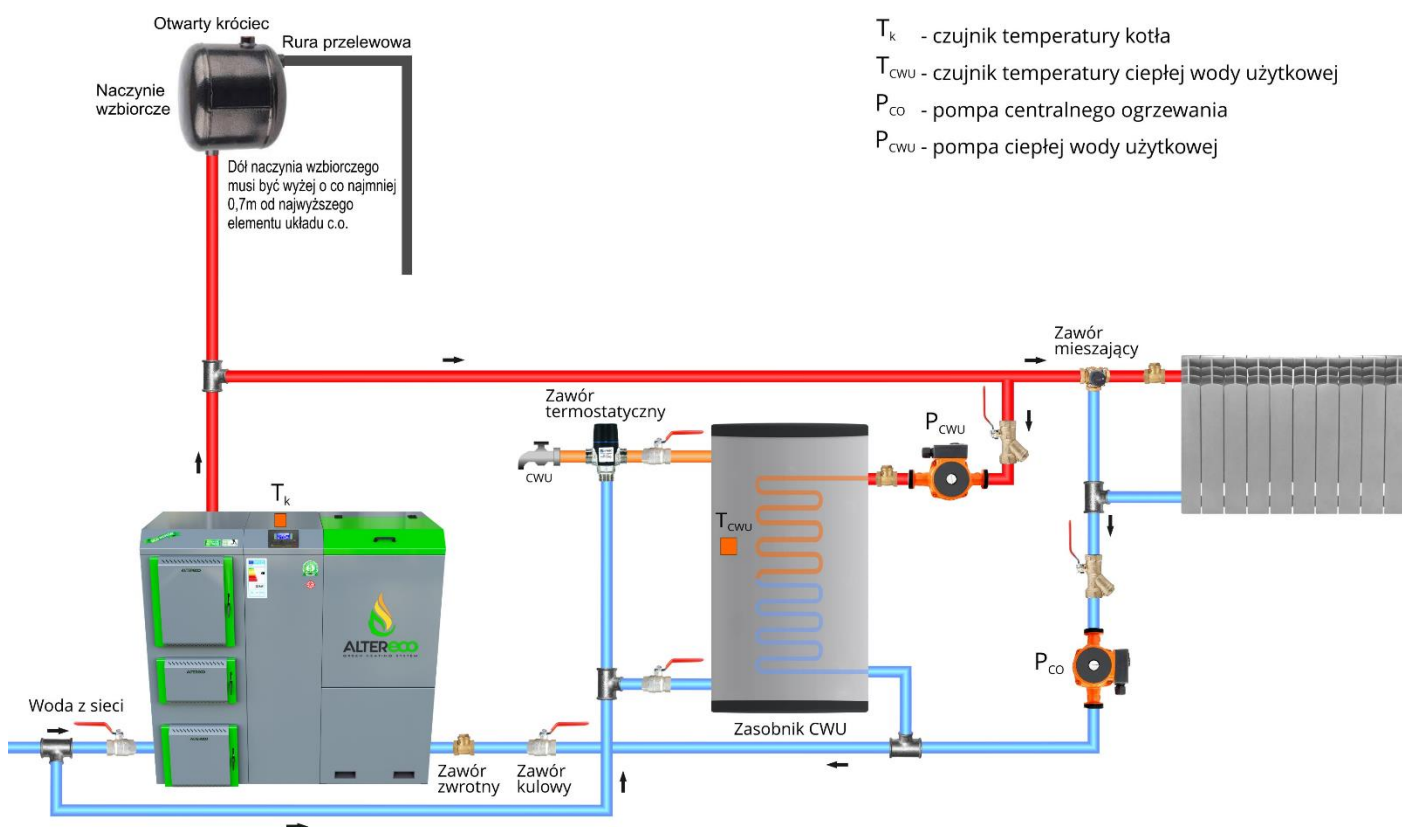 Otwarty króciec
Rura przelewowa
Naczynie
wzbiorcze
Dół naczynia wzbiorczego
musi być wyżej o co najmniej
0,7m od najwyższego
elementu układu c.o.
Tk - czujnik temperatury kotła
TCWU - czujnik temperatury ciepłej wody użytkowej
PCO - pompa centralnego ogrzewania
PCWU - pompa ciepłej wody użytkowej
Zawór
mieszający
Zawór
termostatyczny
PCWU
CWU
Tk
TCWU
ALTERECO
PCO
Woda z sieci
Zasobnik CWU
Zawór
zwrotny
Zawór
kulowy